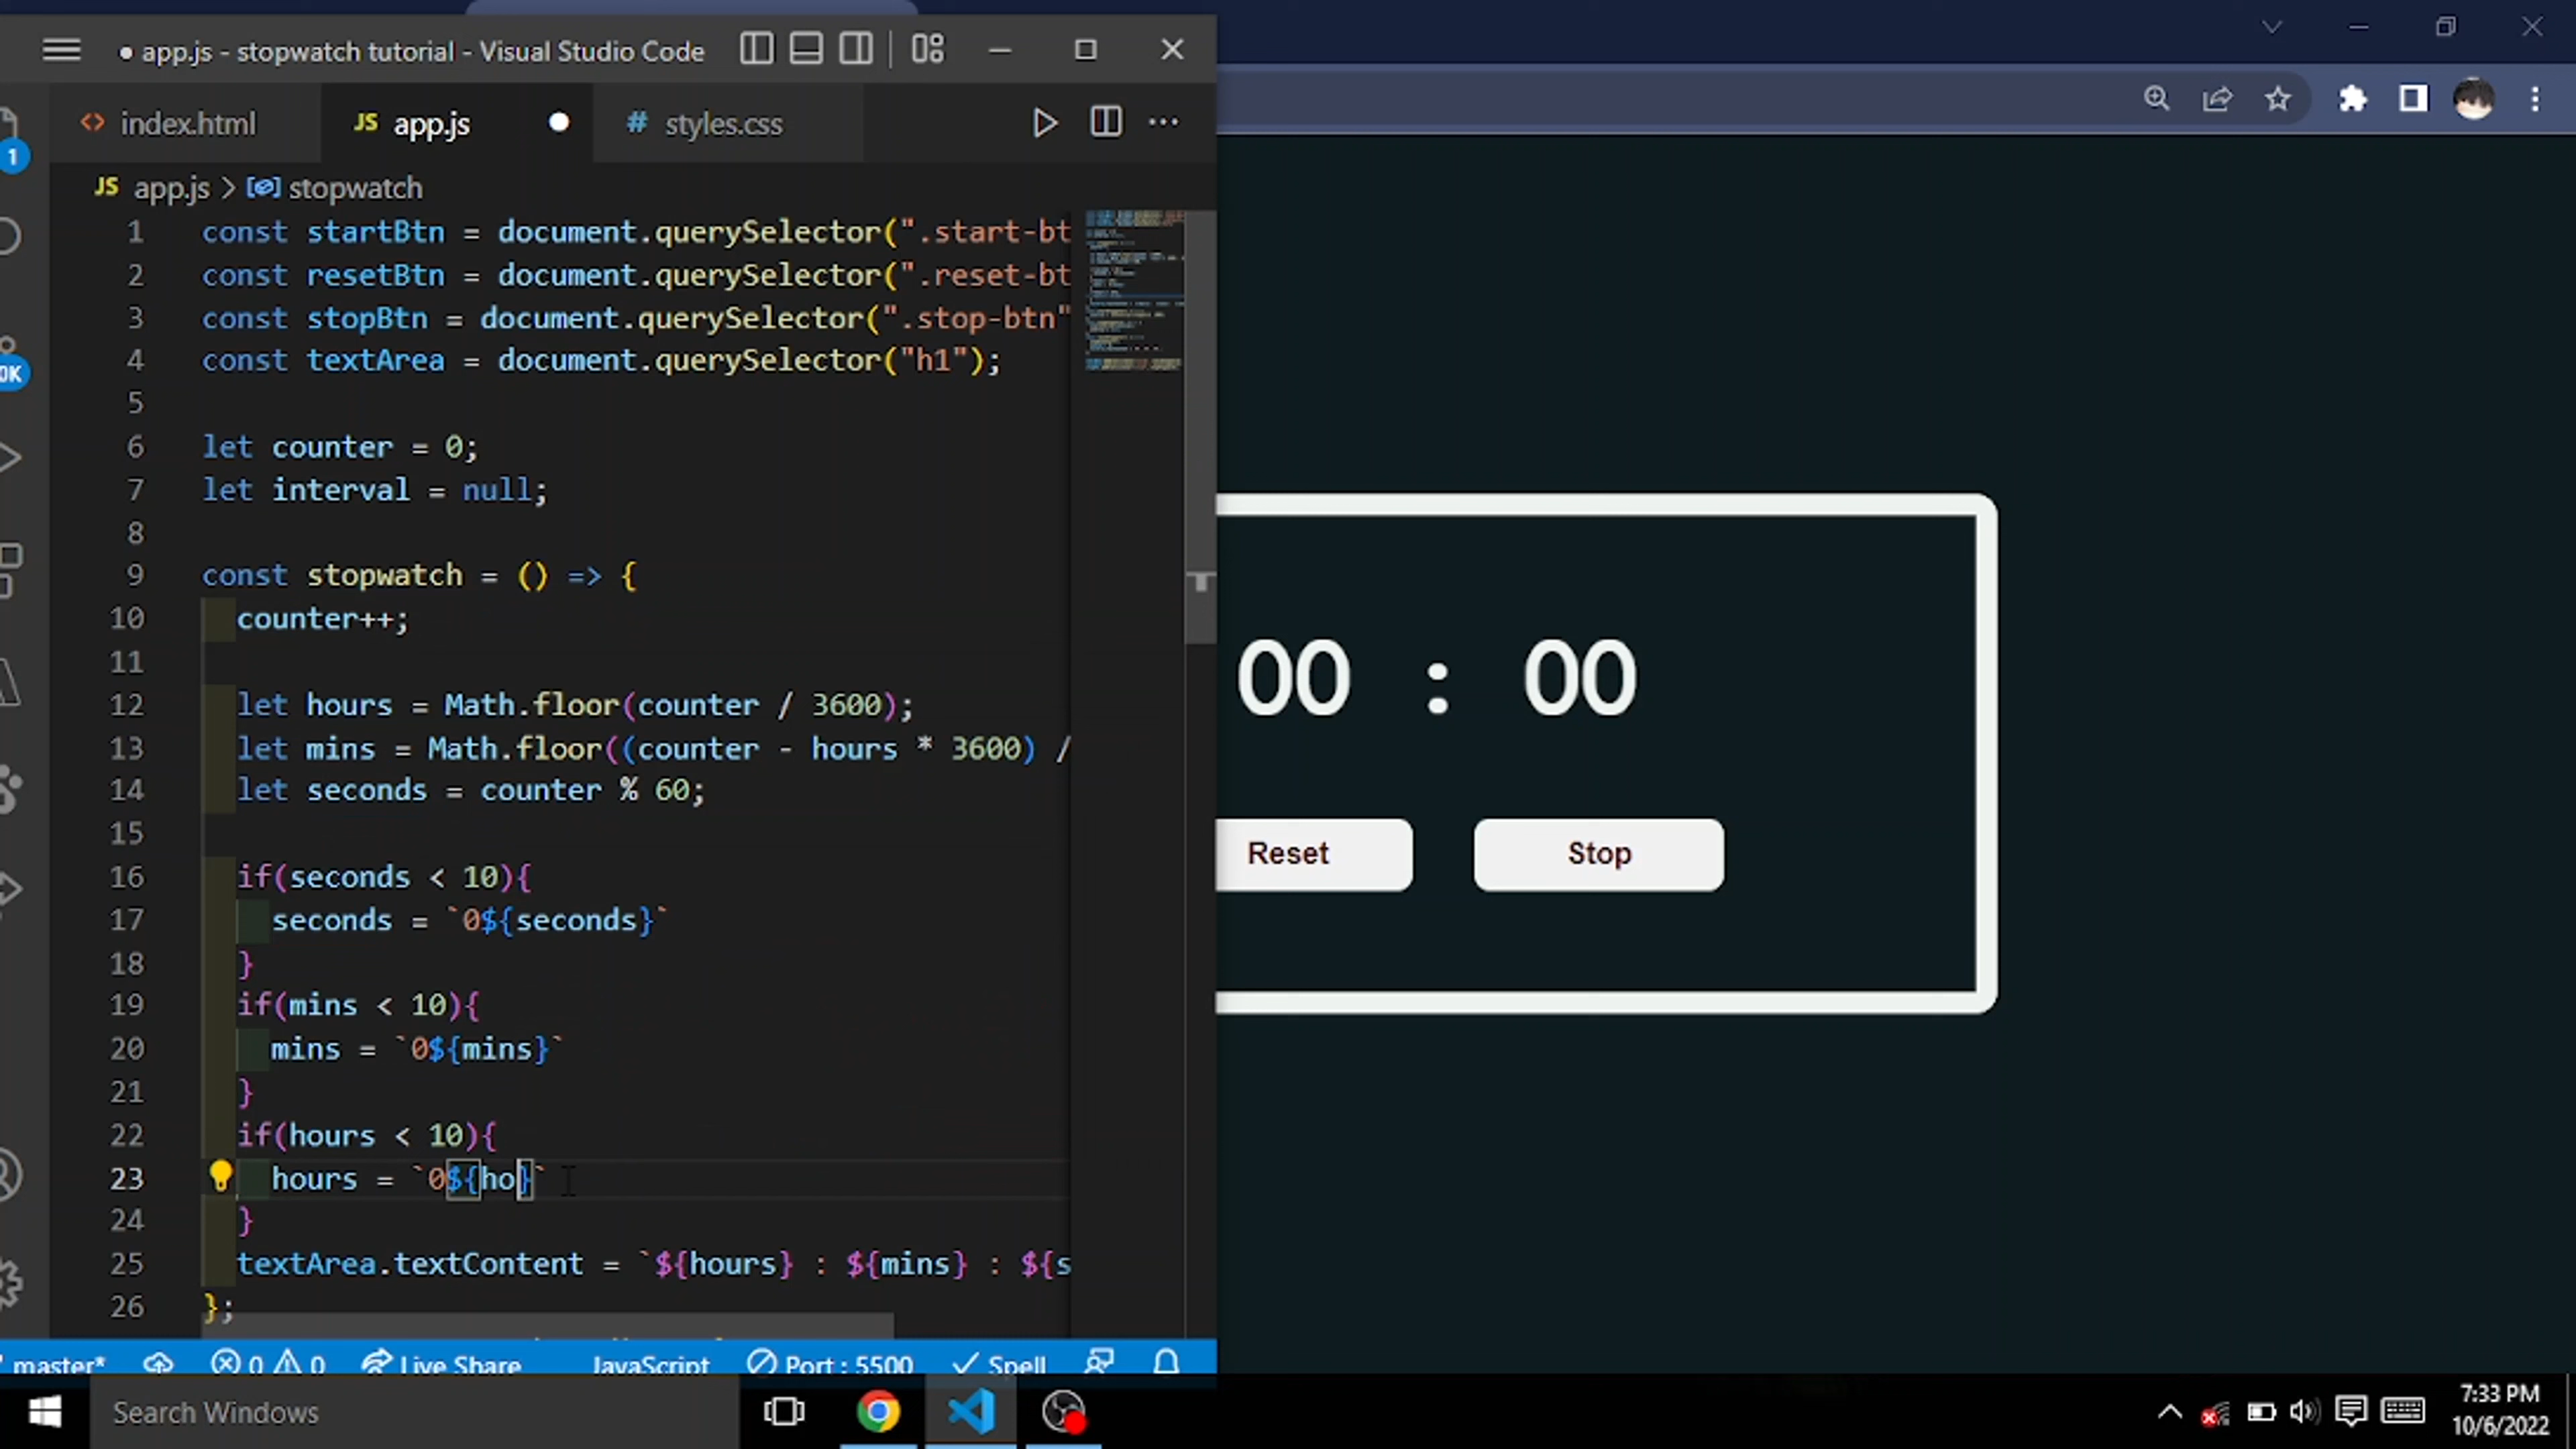 ● app.js - stopwatch tutorial - Visual Studio Code
<> index.html
JS app.js ●
# styles.css
JS app.js > stopwatch
1
0K
1 const startBtn = document.querySelector(".start-bt
2 const resetBtn = document.querySelector(".reset-bt
3 const stopBtn = document.querySelector(".stop-btn"
4 const textArea = document.querySelector("h1");
5
6 let counter = 0;
7 let interval = null;
8
9 const stopwatch = () => {
10 counter++;
11
12 let hours = Math.floor(counter / 3600);
13 let mins = Math.floor((counter - hours * 3600) /
14 let seconds = counter % 60;
15
16 if(seconds < 10){
17 seconds = `0${seconds}`
18 }
19 if(mins < 10){
20 mins = `0${mins}`
21 }
22 if(hours < 10){
23 hours = `0${ho}`
24 }
25 textArea.textContent = `${hours} : ${mins} : ${s
26 };
00 : 00
Reset
Stop
master*
0 0
Live Share
JavaScript
Port : 5500
Spell
Search Windows
7:33 PM
10/6/2022